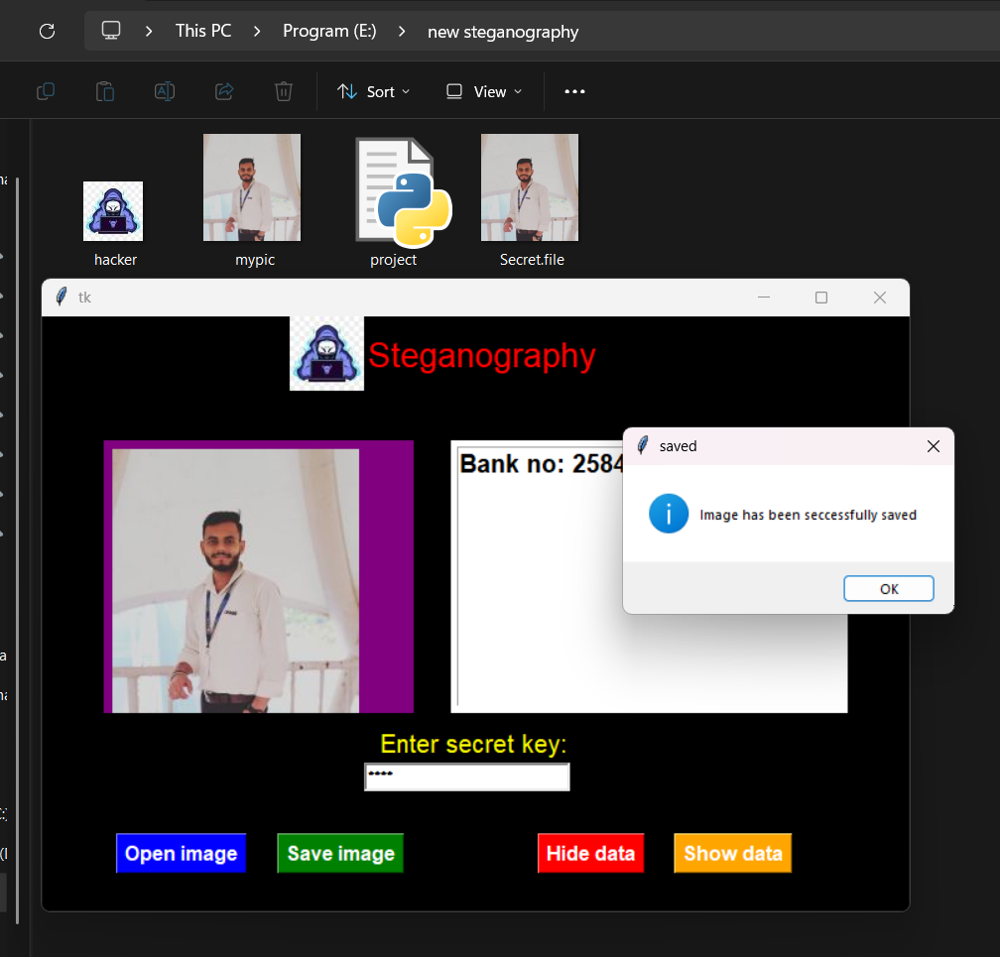 This PC > Program (E:) > new steganography
Sort View
hacker mypic project Secret.file
tk
Steganography
saved
Bank no: 2584
Image has been seccessfully saved
OK
Enter secret key:
****
Open image Save image Hide data Show data